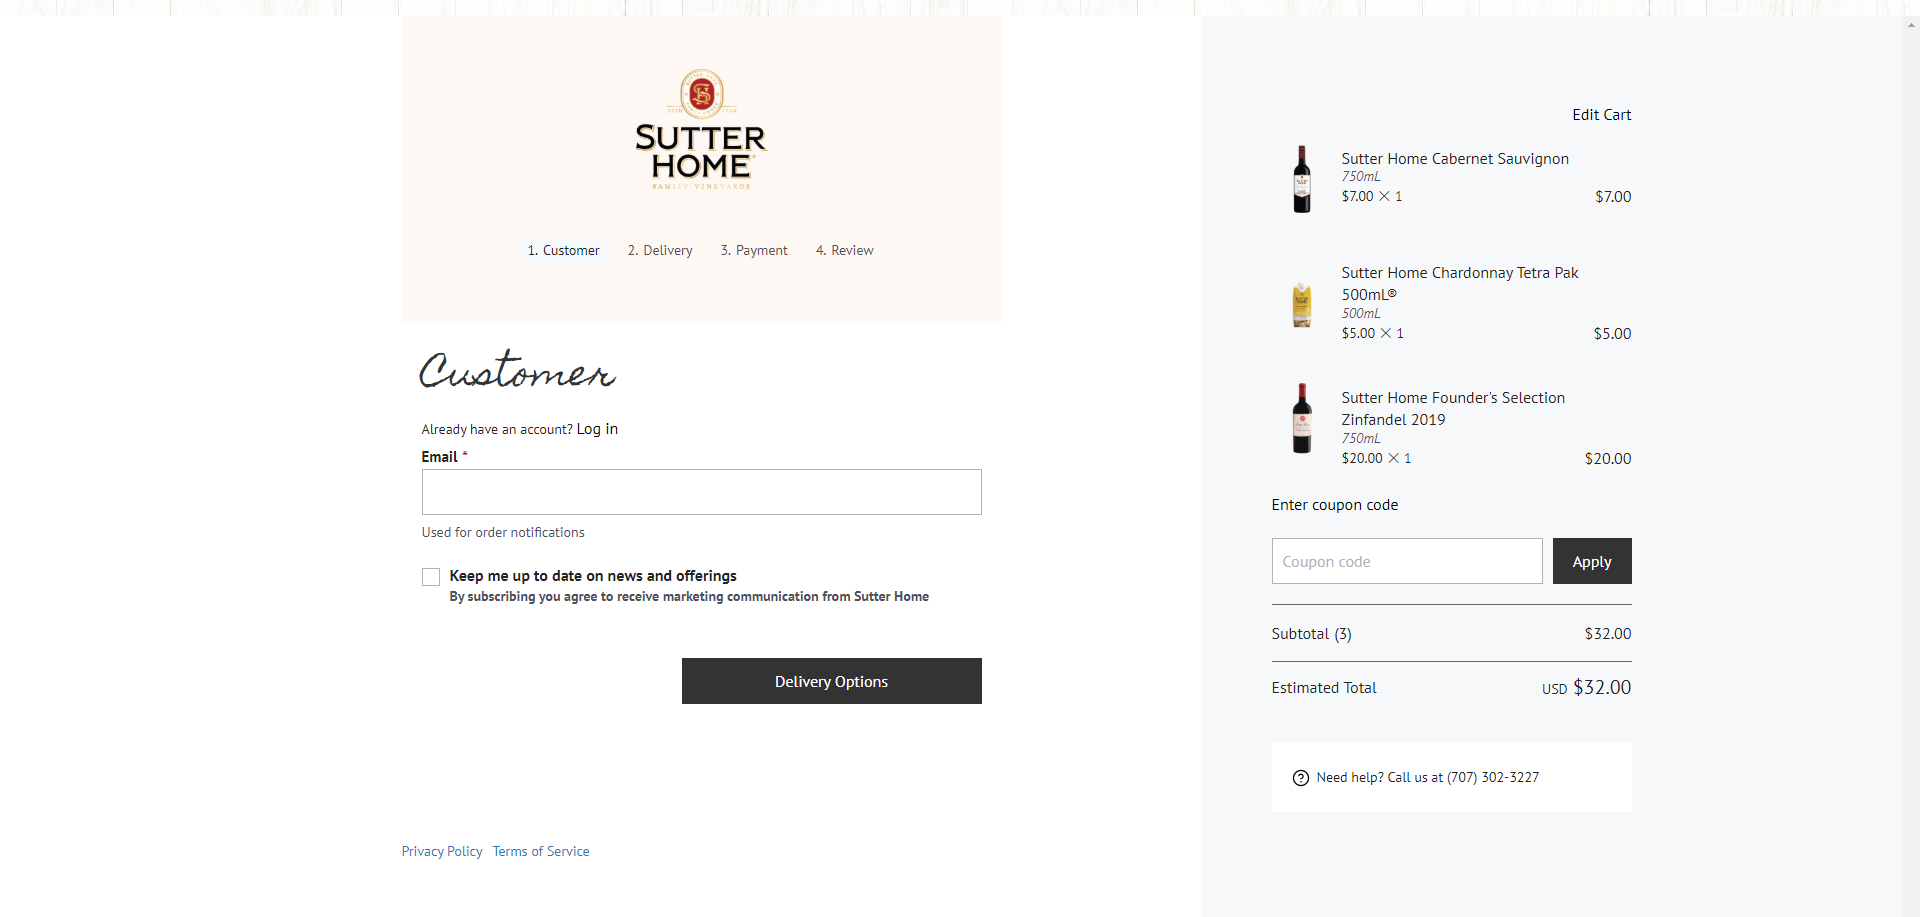 SUTTER
HOME
FAMILY VINEYARDS
1. Customer
2. Delivery
3. Payment
4. Review
Customer
Already have an account? Log in
Email *
Used for order notifications
Keep me up to date on news and offerings
By subscribing you agree to receive marketing communication from Sutter Home
Delivery Options
Privacy Policy
Terms of Service
Edit Cart
Sutter Home Cabernet Sauvignon
750mL
$7.00 × 1
$7.00
Sutter Home Chardonnay Tetra Pak
500mL®
500mL
$5.00 × 1
$5.00
Sutter Home Founder's Selection
Zinfandel 2019
750mL
$20.00 × 1
$20.00
Enter coupon code
Coupon code
Apply
Subtotal (3)
$32.00
Estimated Total
USD $32.00
Need help? Call us at (707) 302-3227